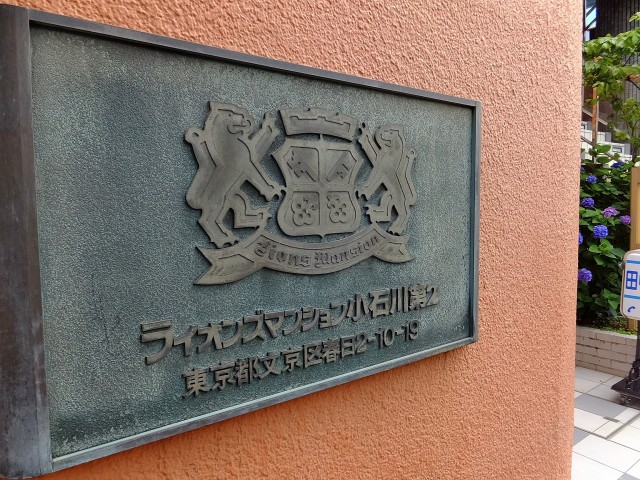 Lions Mansion
ライオンズマンション小石川第2
東京都文京区春日2-10-19